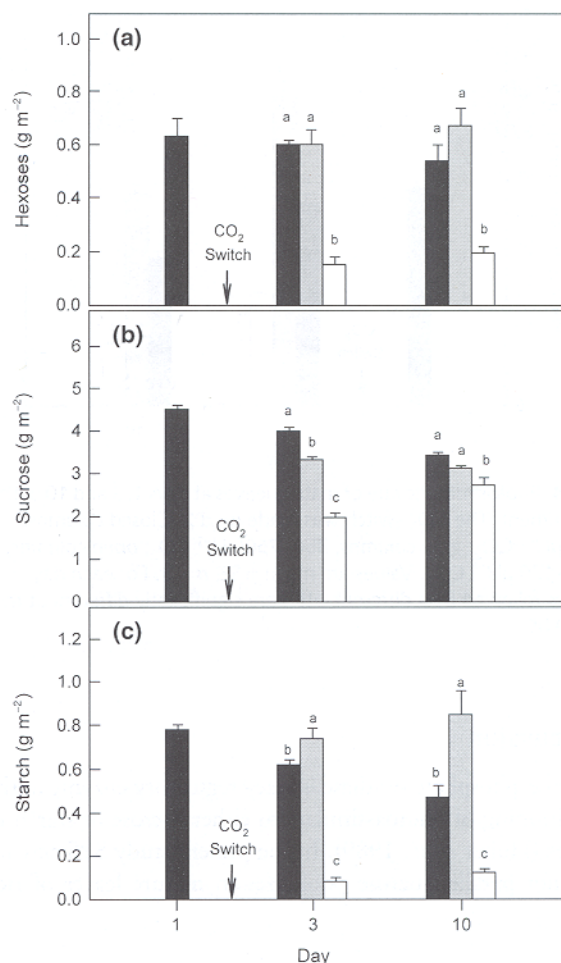 (a)
Hexoses (g m⁻²)
1.0
0.8
0.6
0.4
0.2
0.0
a a
a
a
b
b
CO₂
Switch
(b)
Sucrose (g m⁻²)
6
5
4
3
2
1
0
a
b
c
a a
b
CO₂
Switch
(c)
Starch (g m⁻²)
1.2
1.0
0.8
0.6
0.4
0.2
0.0
b
a
c
b
a
c
CO₂
Switch
1 3 10
Day